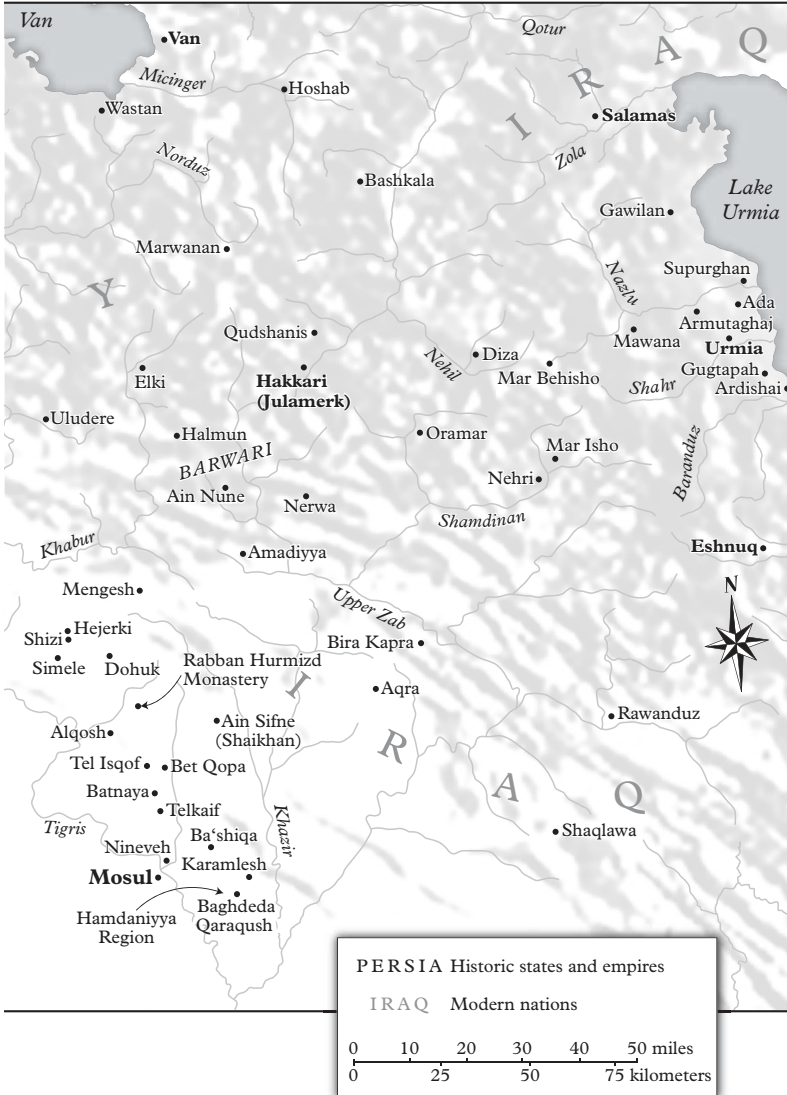 Van
Van
Qotur
I R A Q
Micinger
Hoshab
Wastan
Salamas
Norduz
Zola
Bashkala
Lake
Urmia
Gawilan
Marwanan
Nazlu
Supurghan
Y
Ada
Armutaghaj
Qudshanis
Mawana
Urmia
Nehil
Diza
Elki
Hakkari
(Julamerk)
Mar Behisho
Gugtapah
Shahr
Ardishai
Uludere
Halmun
Oramar
BARWARI
Mar Isho
Baranduz
Ain Nune
Nehri
Nerwa
Shamdinan
Khabur
Amadiyya
Eshnuq
Mengesh
N
Upper Zab
Hejerki
Shizi
Bira Kapra
Simele
Dohuk
Rabban Hurmizd
Monastery
I R A Q
Aqra
Ain Sifne
(Shaikhan)
Rawanduz
Alqosh
Tel Isqof
Bet Qopa
Batnaya
Telkaif
Khazir
Tigris
Shaqlawa
Ba‘shiqa
Nineveh
Karamlesh
Mosul
Hamdaniyya
Region
Baghdeda
Qaraqush
PERSIA Historic states and empires
IRAQ Modern nations
0 10 20 30 40 50 miles
0 25 50 75 kilometers